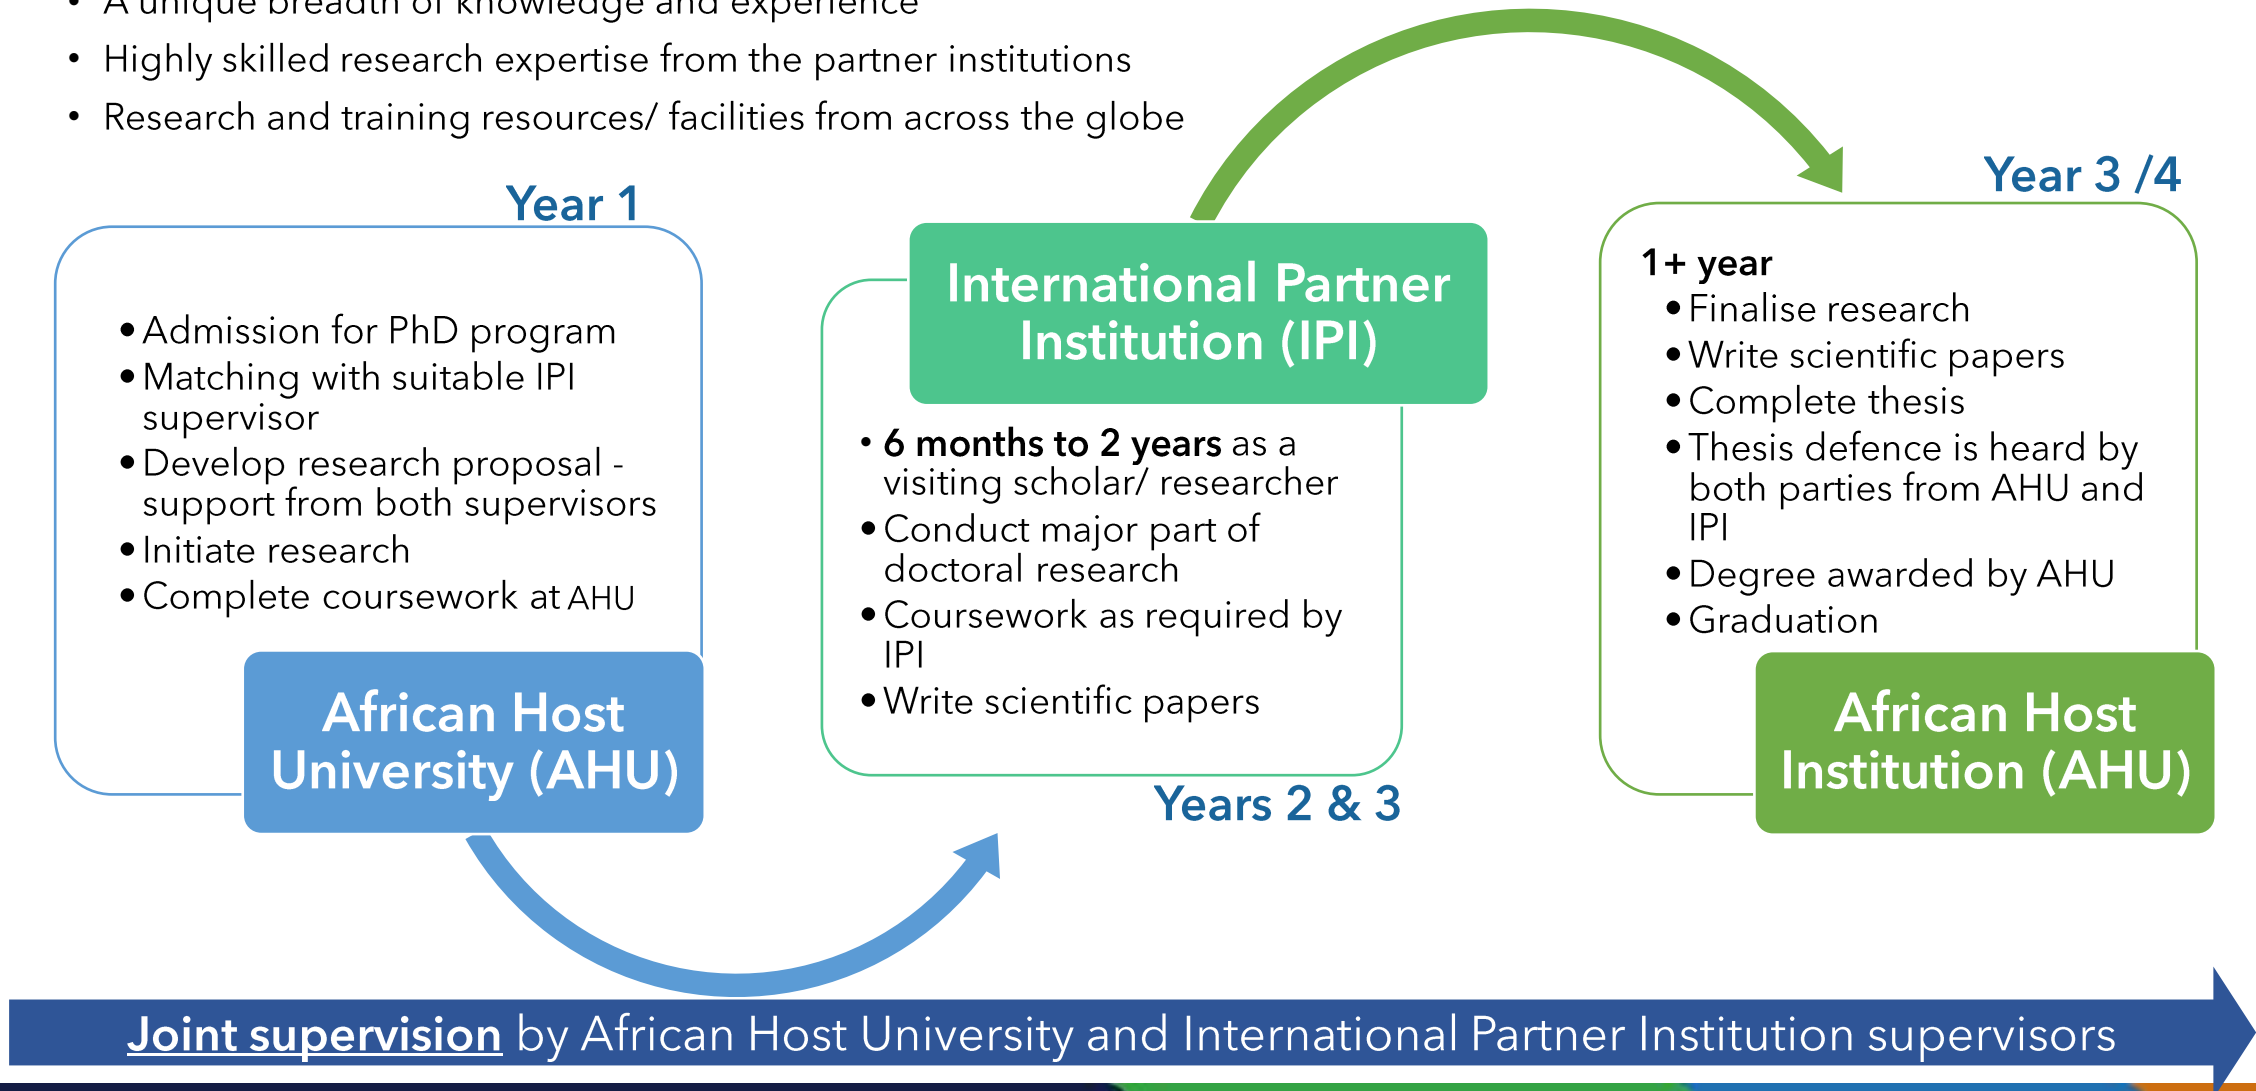 • A unique breadth of knowledge and experience
• Highly skilled research expertise from the partner institutions
• Research and training resources/ facilities from across the globe
Year 1
• Admission for PhD program
• Matching with suitable IPI
supervisor
• Develop research proposal -
support from both supervisors
• Initiate research
• Complete coursework at AHU
African Host
University (AHU)
International Partner
Institution (IPI)
• 6 months to 2 years as a
visiting scholar/ researcher
• Conduct major part of
doctoral research
• Coursework as required by
IPI
• Write scientific papers
Years 2 & 3
Year 3 /4
1+ year
• Finalise research
• Write scientific papers
• Complete thesis
• Thesis defence is heard by
both parties from AHU and
IPI
• Degree awarded by AHU
• Graduation
African Host
Institution (AHU)
Joint supervision by African Host University and International Partner Institution supervisors